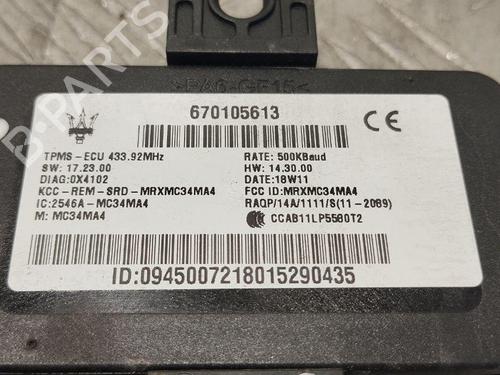 >PA6-GF15<
670105613
TPMS-ECU 433.92MHz
SW: 17.23.00
DIAG:0X4102
KCC-REM-SRD-MRXMC34MA4
IC:2546A-MC34MA4
M: MC34MA4
RATE: 500KBaud
HW: 14.30.00
DATE:18W11
FCC ID:MRXMC34MA4
RAQP/14A/1111/S(11-2089)
CCAB11LP5580T2
ID:0945007218015290435
B-PARTS